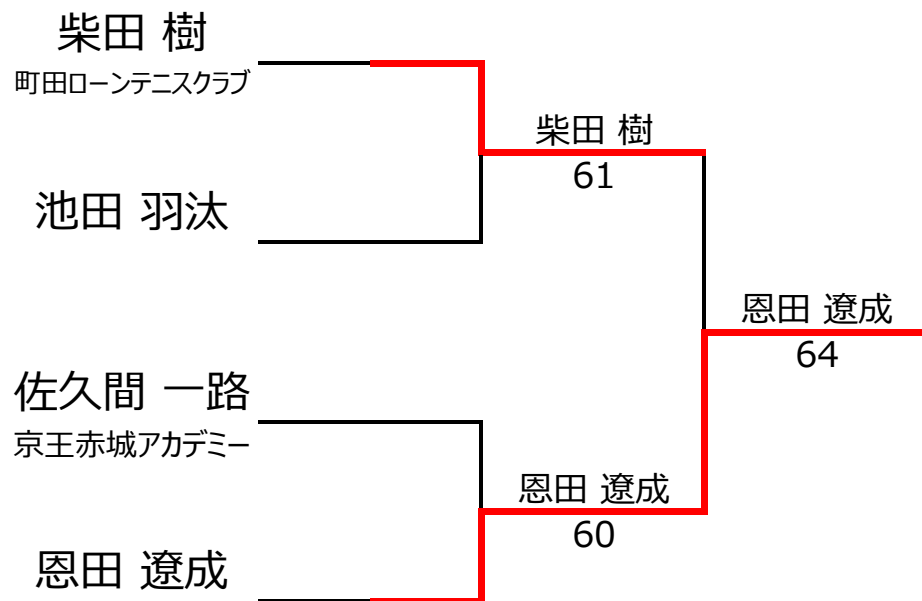 柴田 樹
町田ローンテニスクラブ
柴田 樹
61
池田 羽汰
恩田 遼成
64
佐久間 一路
京王赤城アカデミー
恩田 遼成
60
恩田 遼成